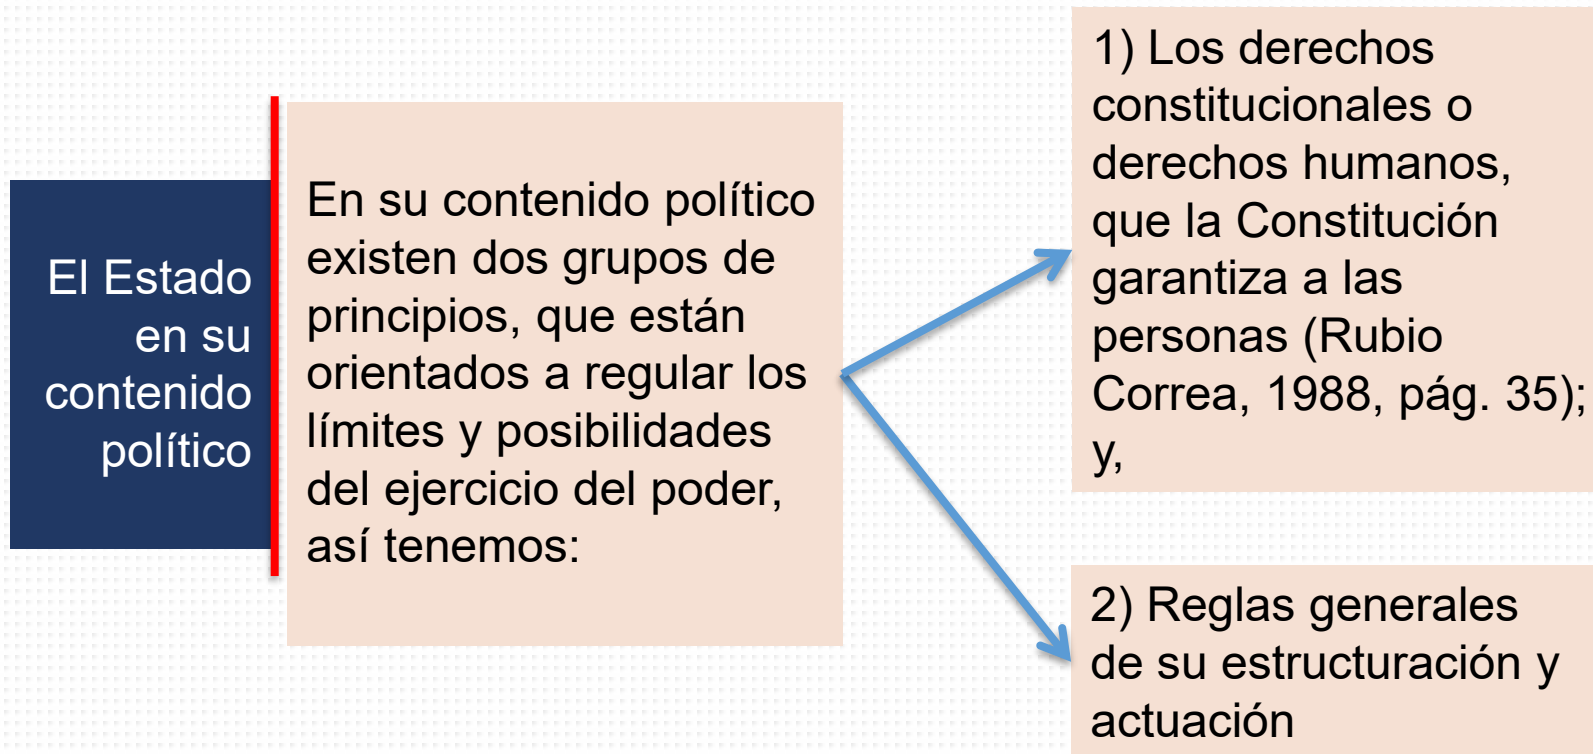 El Estado
en su
contenido
político
En su contenido político
existen dos grupos de
principios, que están
orientados a regular los
límites y posibilidades
del ejercicio del poder,
así tenemos:
1) Los derechos
constitucionales o
derechos humanos,
que la Constitución
garantiza a las
personas (Rubio
Correa, 1988, pág. 35);
y,
2) Reglas generales
de su estructuración y
actuación